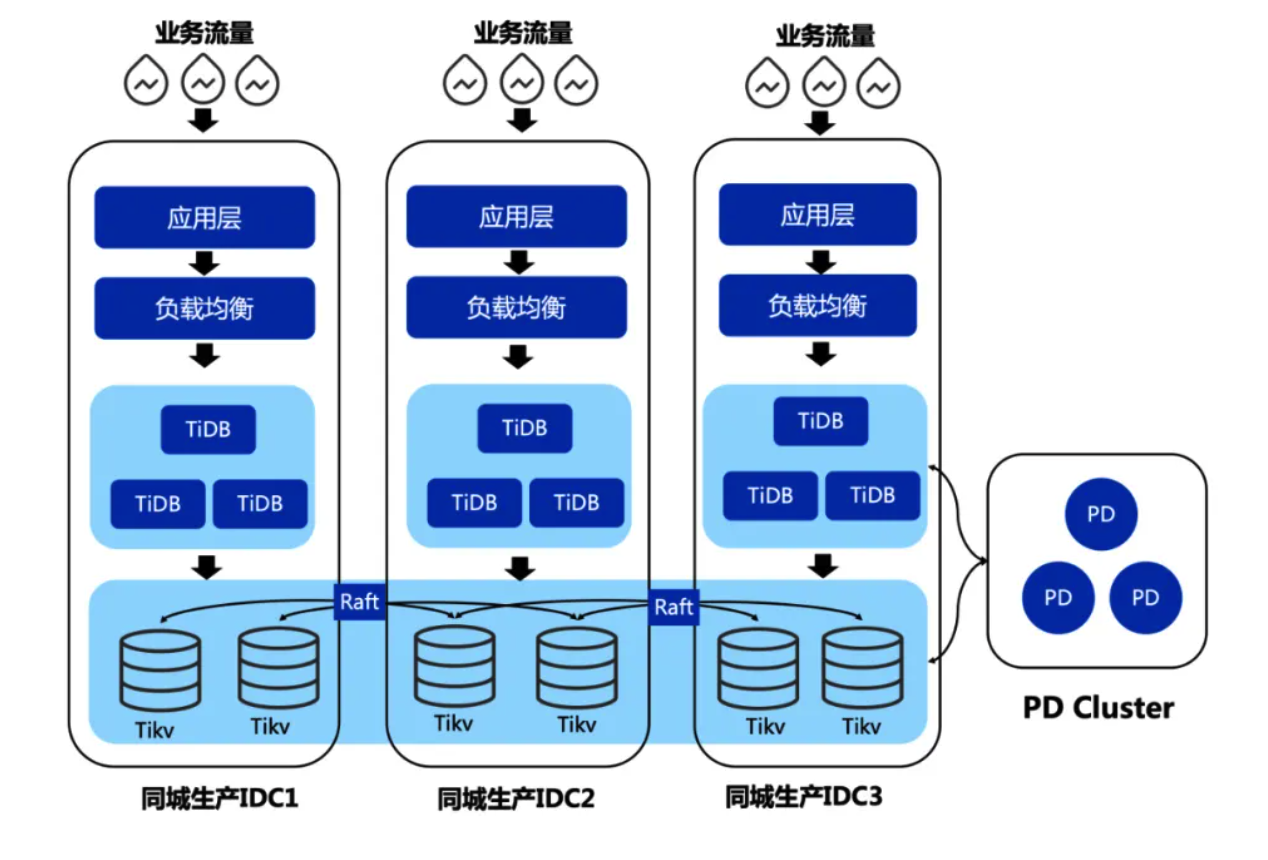 业务流量
业务流量
业务流量
应用层
应用层
应用层
负载均衡
负载均衡
负载均衡
TiDB
TiDB
TiDB
TiDB
TiDB
TiDB
TiDB
TiDB
TiDB
Raft
Raft
Tikv
Tikv
Tikv
Tikv
Tikv
Tikv
同城生产IDC1
同城生产IDC2
同城生产IDC3
PD
PD
PD
PD Cluster